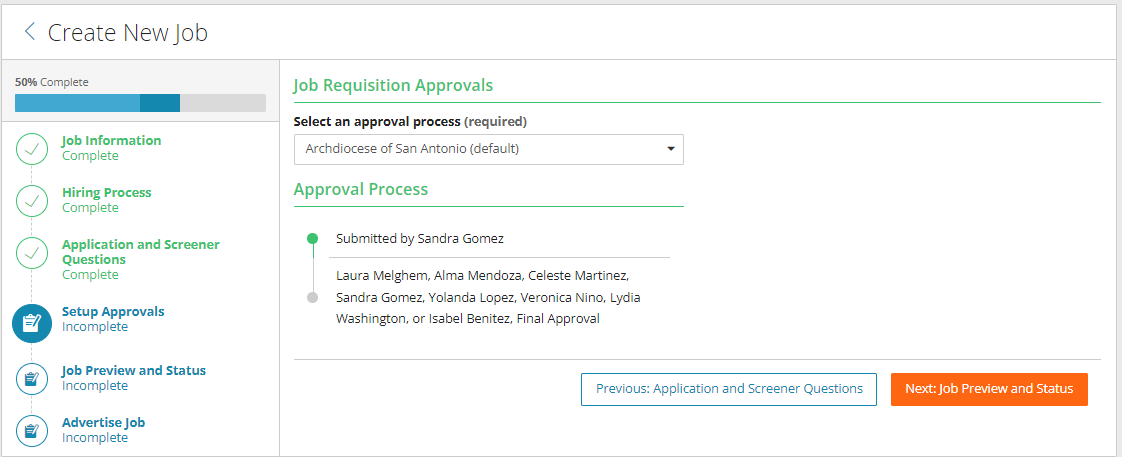 Create New Job
50% Complete
Job Information
Complete
Hiring Process
Complete
Application and Screener
Questions
Complete
Setup Approvals
Incomplete
Job Preview and Status
Incomplete
Advertise Job
Incomplete
Job Requisition Approvals
Select an approval process (required)
Archdiocese of San Antonio (default)
Approval Process
Submitted by Sandra Gomez
Laura Melghem, Alma Mendoza, Celeste Martinez,
Sandra Gomez, Yolanda Lopez, Veronica Nino, Lydia
Washington, or Isabel Benitez, Final Approval
Previous: Application and Screener Questions
Next: Job Preview and Status